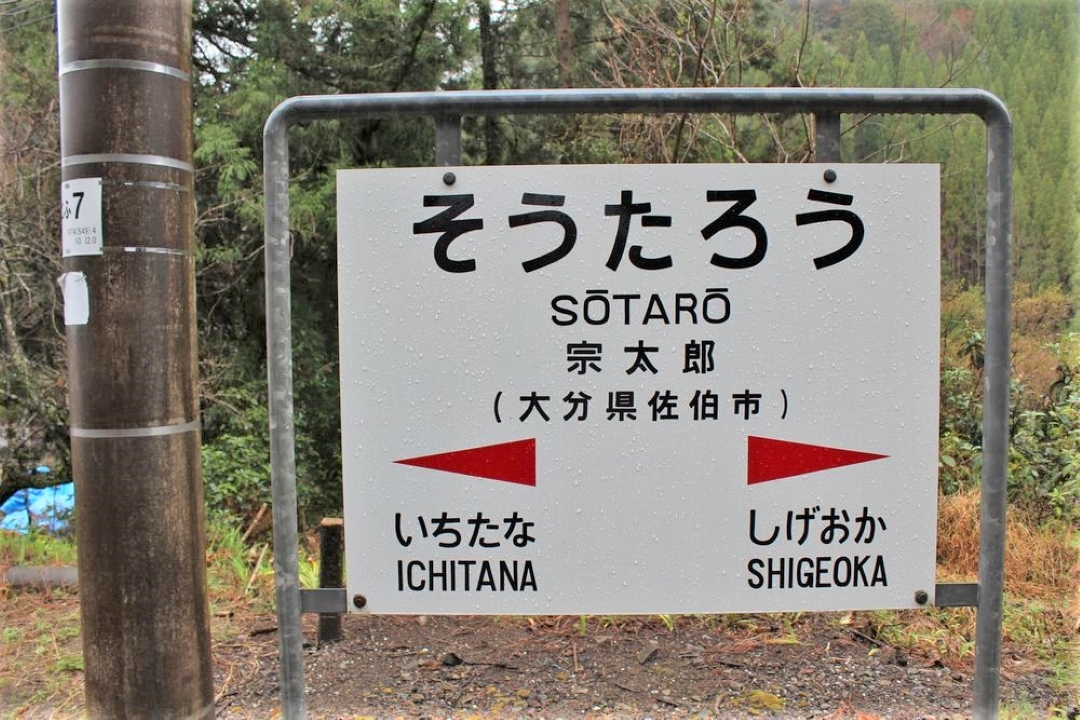 そうたろう
SŌTARŌ
宗太郎
(大分県佐伯市)
いちたな
ICHITANA
しげおか
SHIGEOKA
7